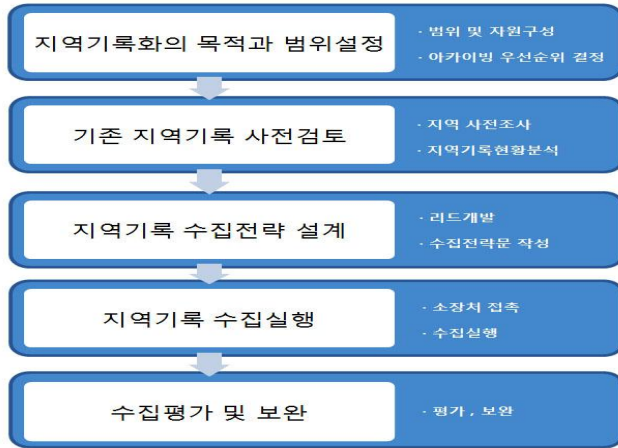 지역기록화의 목적과 범위설정
· 범위 및 자원구성
· 아카이빙 우선순위 결정
기존 지역기록 사전검토
· 지역 사전조사
· 지역기록현황분석
지역기록 수집전략 설계
· 리드개발
· 수집전략문 작성
지역기록 수집실행
· 소장처 접촉
· 수집실행
수집평가 및 보완
· 평가 , 보완